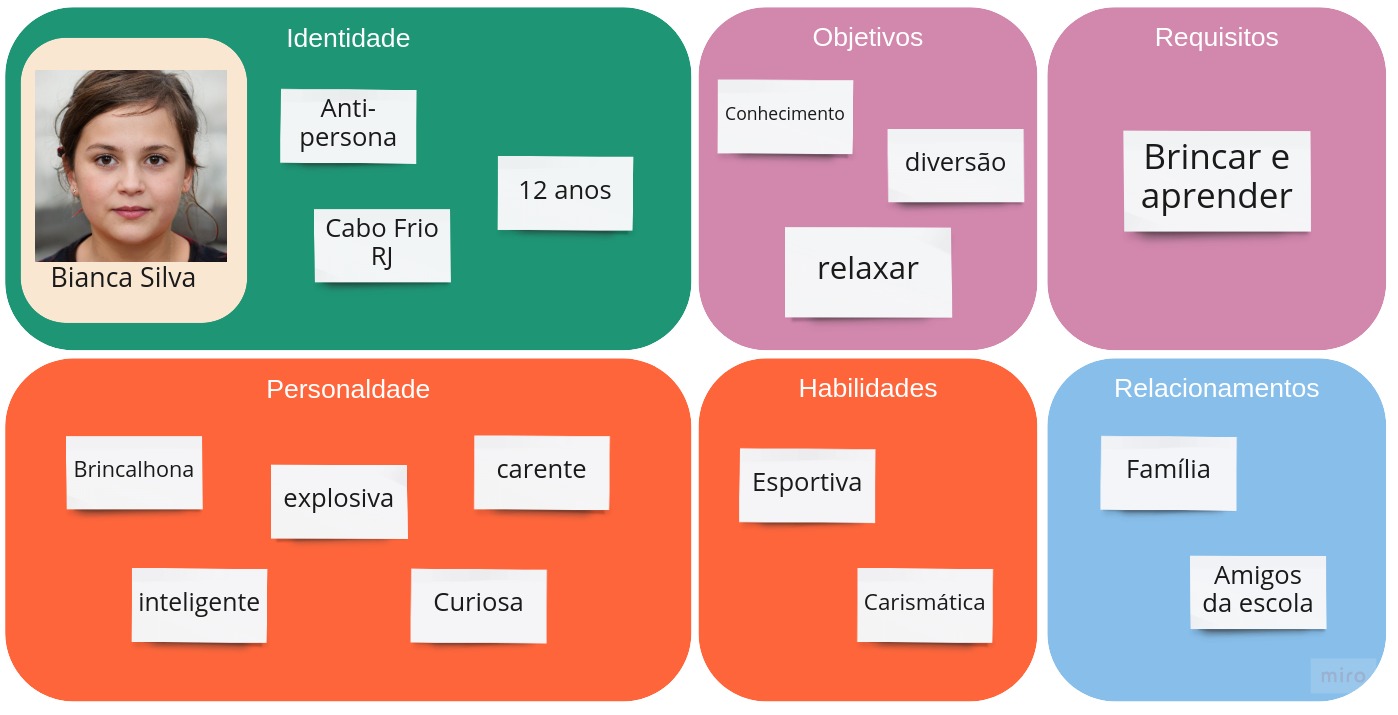 Identidade
Bianca Silva
Anti-
persona
12 anos
Cabo Frio
RJ
Objetivos
Conhecimento
diversão
relaxar
Requisitos
Brincar e
aprender
Personaldade
Brincalhona
explosiva
carente
inteligente
Curiosa
Habilidades
Esportiva
Carismática
Relacionamentos
Família
Amigos
da escola
miro